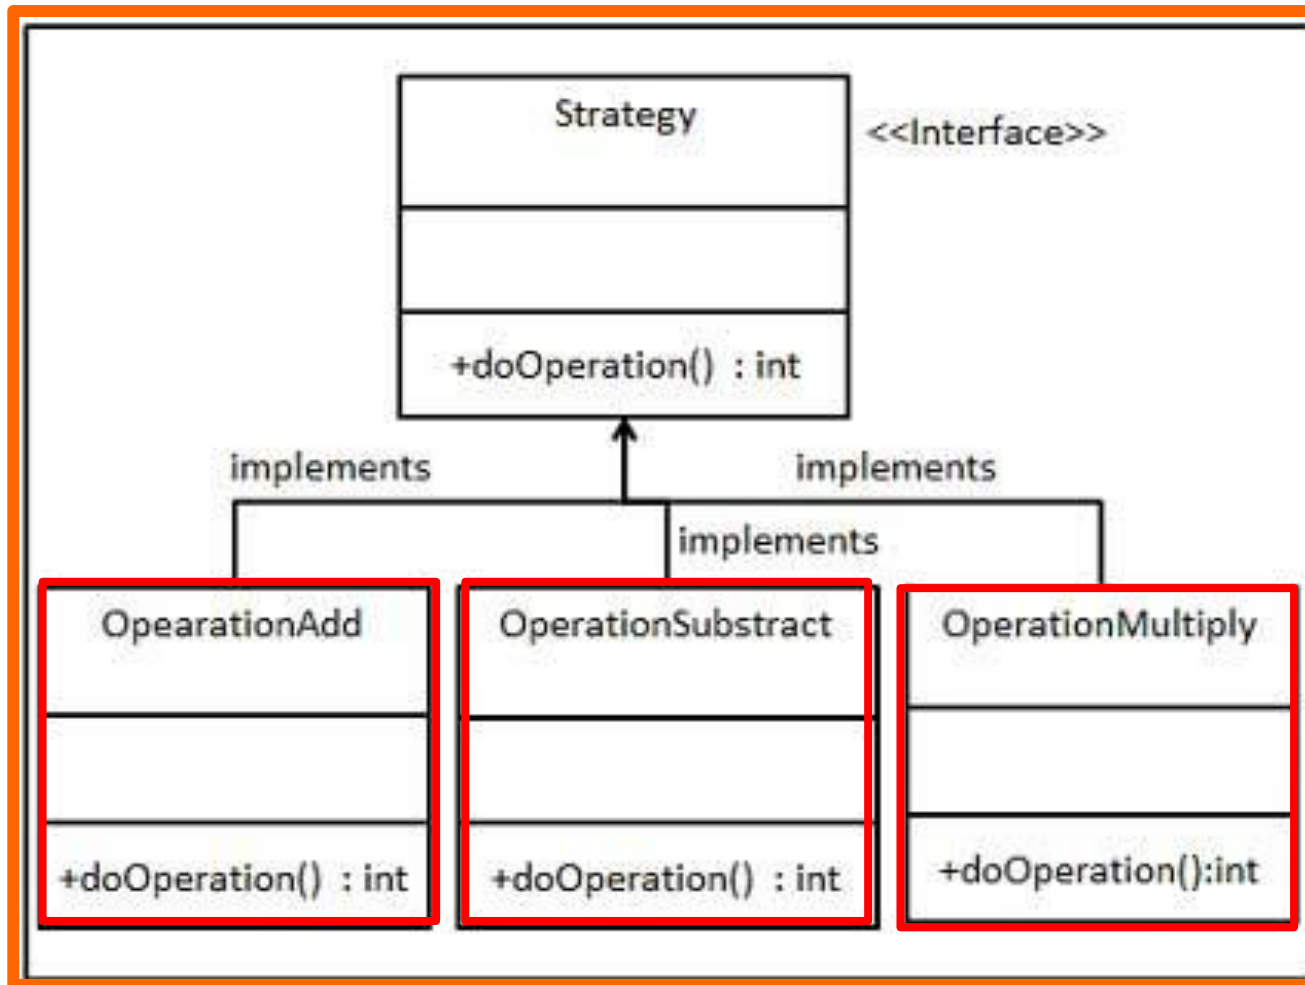 Strategy
<<Interface>>
+doOperation() : int
implements
implements
implements
OpearationAdd
OperationSubstract
OperationMultiply
+doOperation() : int
+doOperation() : int
+doOperation():int